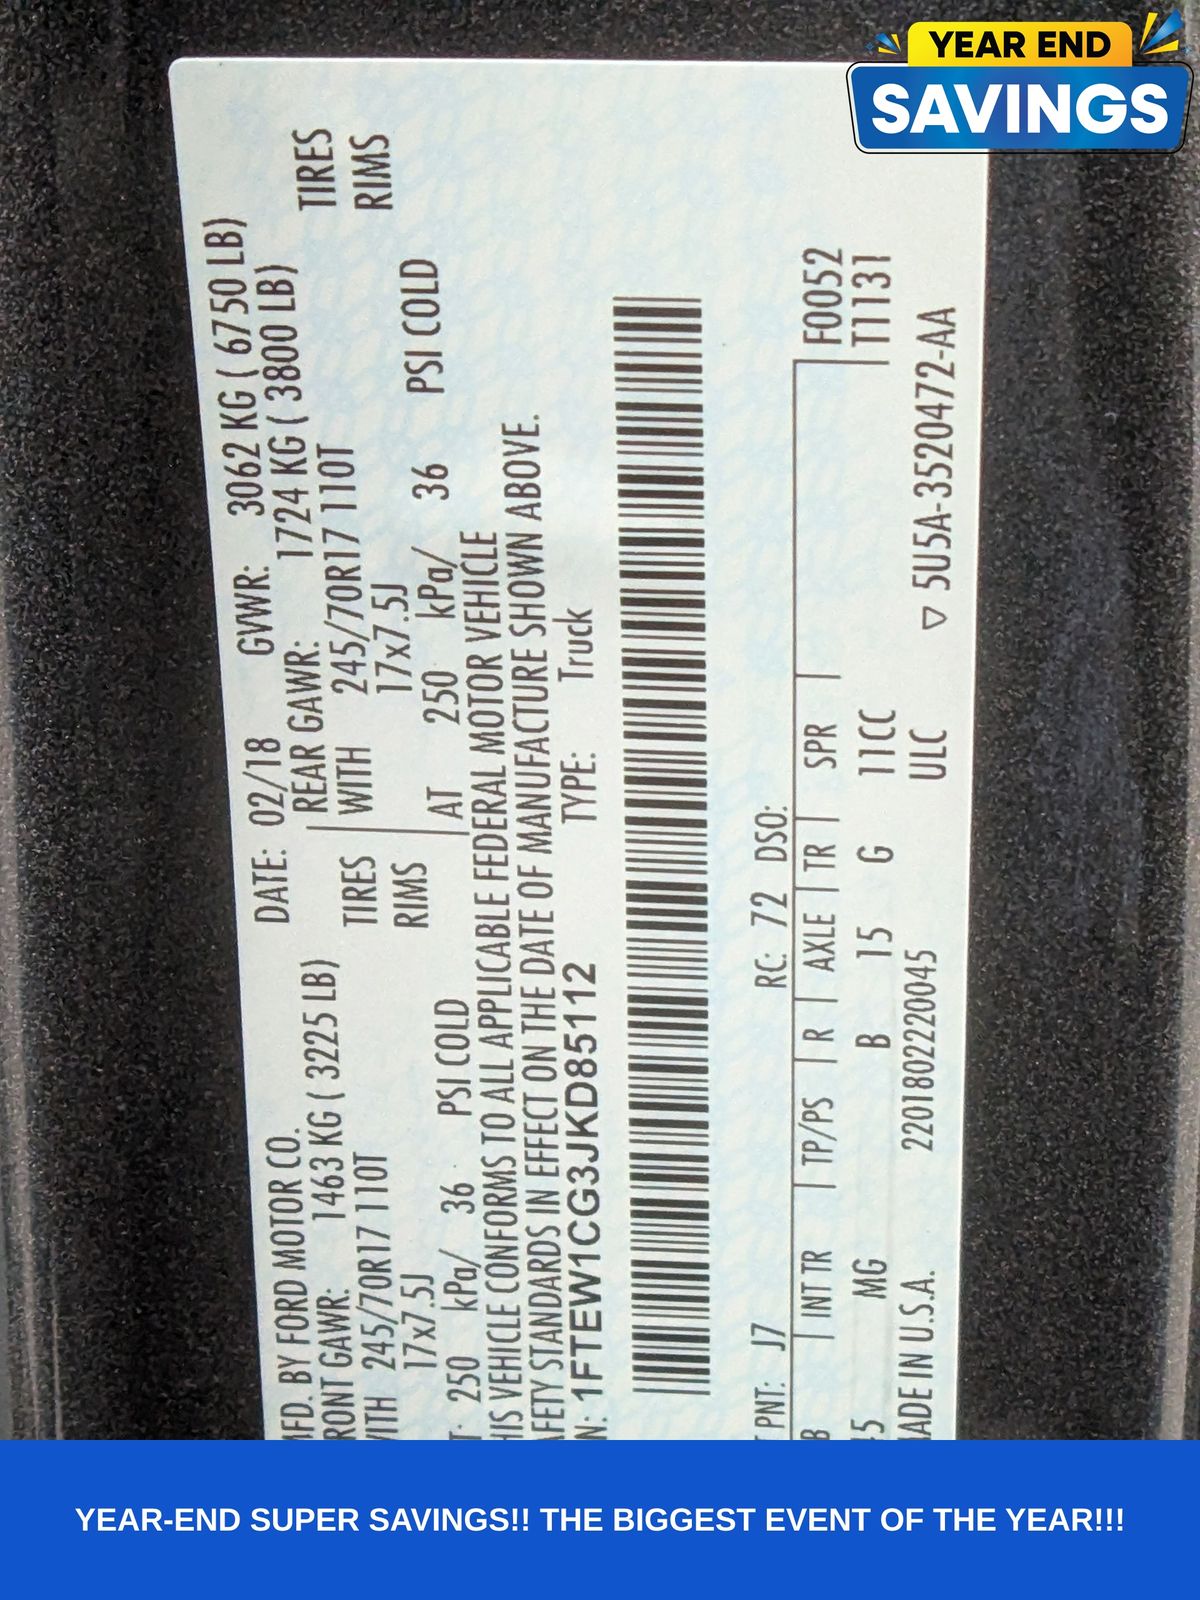 YEAR END
SAVINGS
MFD. BY FORD MOTOR CO. DATE: 02/18 GVWR: 3062 KG ( 6750 LB)
RONT GAWR: 1463 KG ( 3225 LB) REAR GAWR: 1724 KG ( 3800 LB)
WITH 245/70R17 110T TIRES WITH 245/70R17 110T TIRES
17x7.5J RIMS 17x7.5J RIMS
T 250 kPa/ 36 PSI COLD AT 250 kPa/ 36 PSI COLD
HIS VEHICLE CONFORMS TO ALL APPLICABLE FEDERAL MOTOR VEHICLE
AFETY STANDARDS IN EFFECT ON THE DATE OF MANUFACTURE SHOWN ABOVE.
N: 1FTEW1CG3JKD85112 TYPE: Truck
T PNT: J7 RC: 72 DSO:
B INT TR TP/PS R AXLE TR SPR F0052
45 MG B 15 G 11CC T1131
MADE IN U.S.A. 2201802220045 ULC ▽ 5U5A-3520472-AA
YEAR-END SUPER SAVINGS!! THE BIGGEST EVENT OF THE YEAR!!!